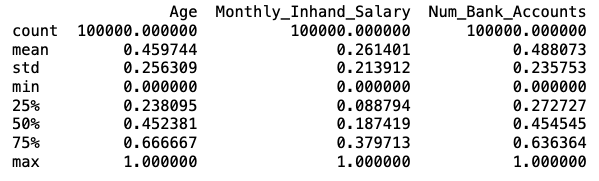 Age Monthly_Inhand_Salary Num_Bank_Accounts
count 100000.000000 100000.000000 100000.000000
mean 0.459744 0.261401 0.488073
std 0.256309 0.213912 0.235753
min 0.000000 0.000000 0.000000
25% 0.238095 0.088794 0.272727
50% 0.452381 0.187419 0.454545
75% 0.666667 0.379713 0.636364
max 1.000000 1.000000 1.000000